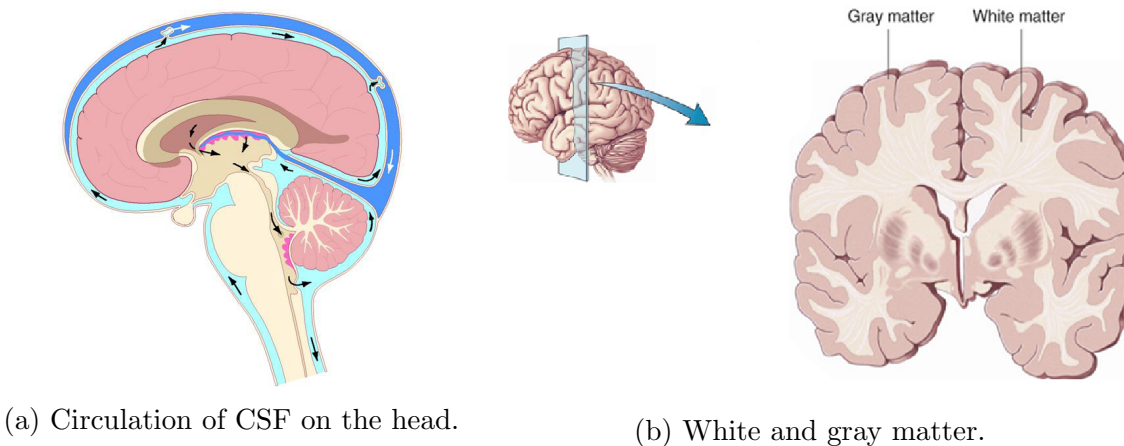 Gray matter White matter
(a) Circulation of CSF on the head.
(b) White and gray matter.